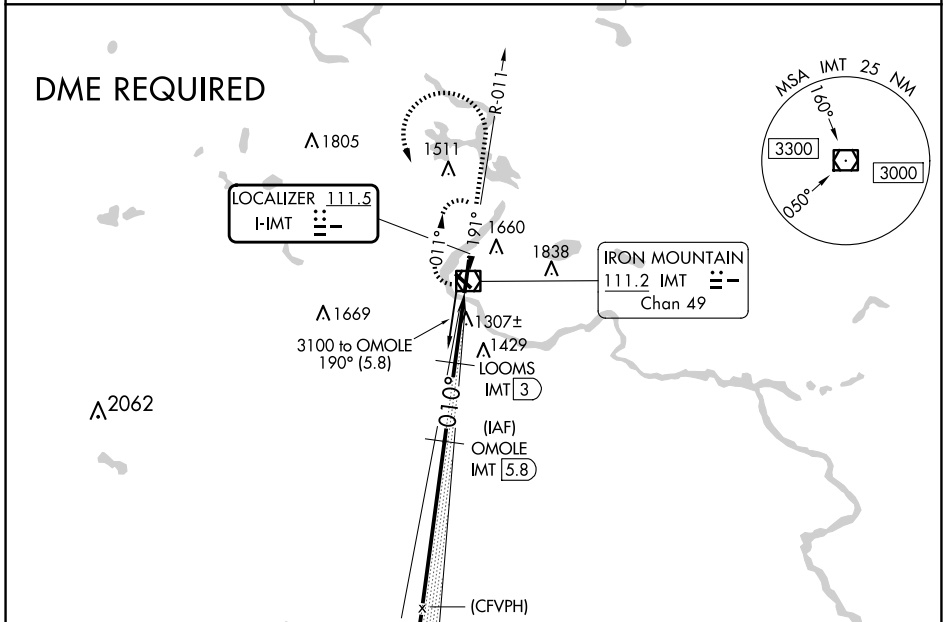 DME REQUIRED
R-011
MSA IMT 25 NM
160°
3300
3000
050°
1805
1511
LOCALIZER 111.5
I-IMT
011°
191°
1660
1838
IRON MOUNTAIN
111.2 IMT
Chan 49
1669
1307±
3100 to OMOLE
190° (5.8)
1429
LOOMS
IMT 3
2062
010°
(IAF)
OMOLE
IMT 5.8
(CFVPH)